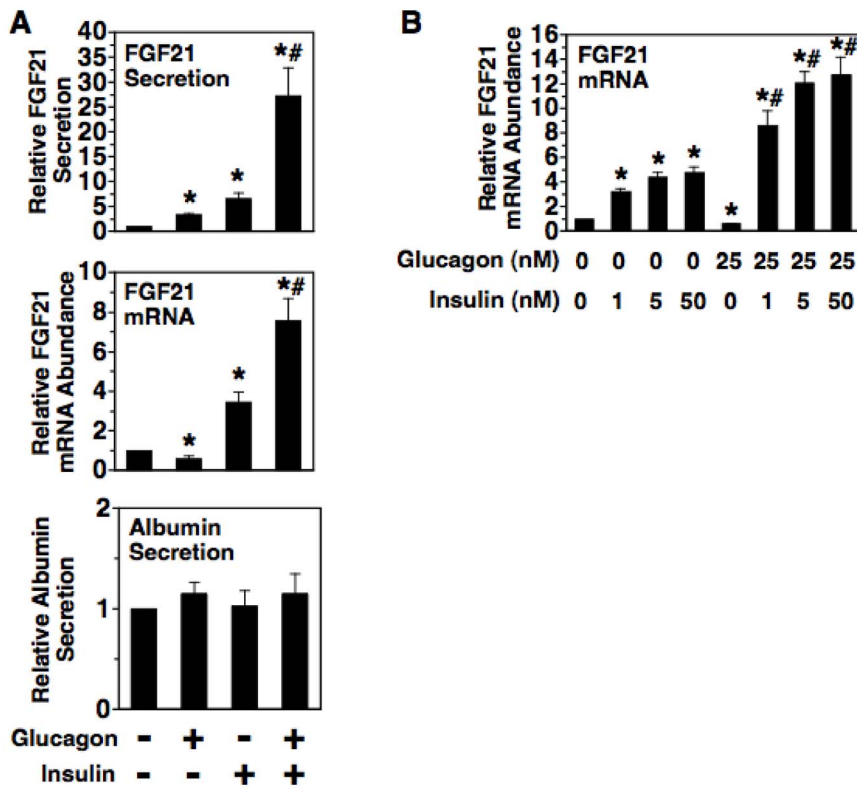 A
Relative FGF21
Secretion
40
35
30
25
20
15
10
5
0
FGF21
Secretion
*
*
*#
Relative FGF21
mRNA Abundance
10
8
6
4
2
0
FGF21
mRNA
*
*
*#
Relative Albumin
Secretion
2
1
0
Albumin
Secretion
Glucagon - + - +
Insulin - - + +
B
Relative FGF21
mRNA Abundance
16
14
12
10
8
6
4
2
0
FGF21
mRNA
*
*
*
*
*#
*#
*#
Glucagon (nM) 0 0 0 0 25 25 25 25
Insulin (nM) 0 1 5 50 0 1 5 50